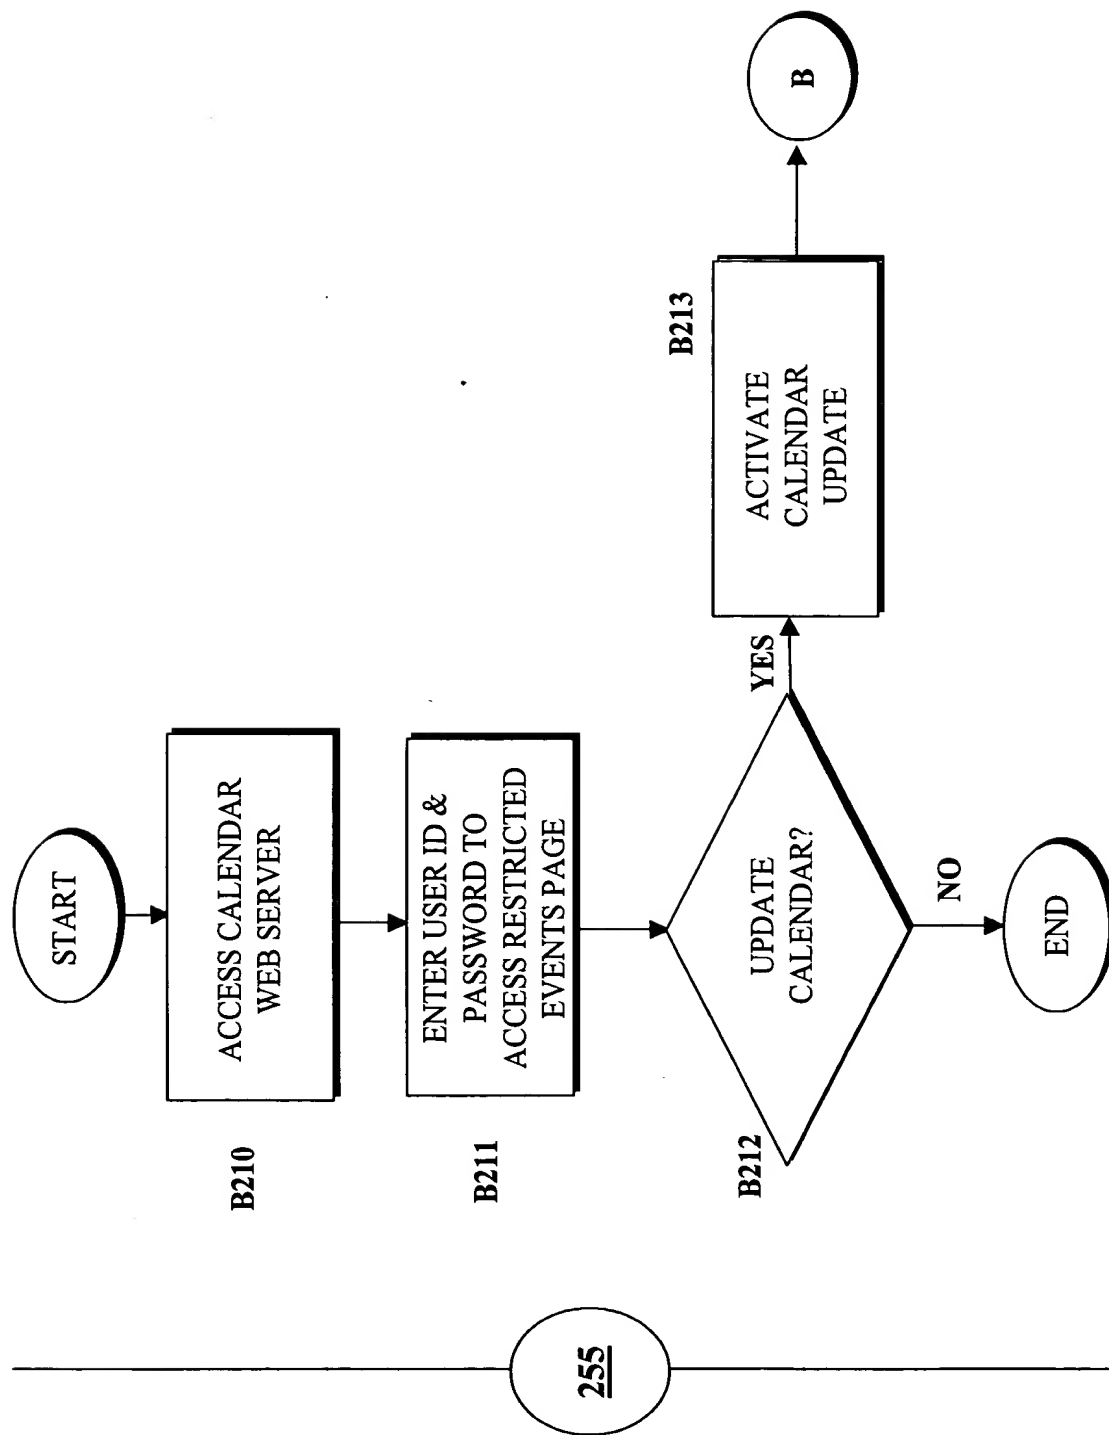 START
B210
ACCESS CALENDAR
WEB SERVER
B211
ENTER USER ID &
PASSWORD TO
ACCESS RESTRICTED
EVENTS PAGE
B212
UPDATE
CALENDAR?
YES
NO
B213
ACTIVATE
CALENDAR
UPDATE
B
END
255